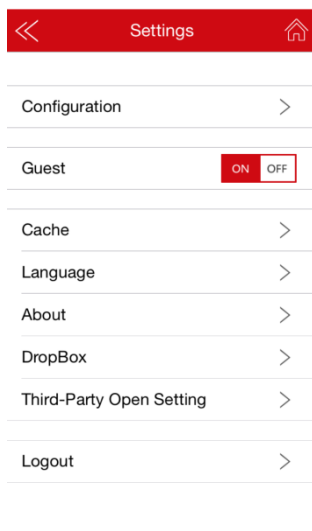 Settings
Configuration
Guest ON OFF
Cache
Language
About
DropBox
Third-Party Open Setting
Logout